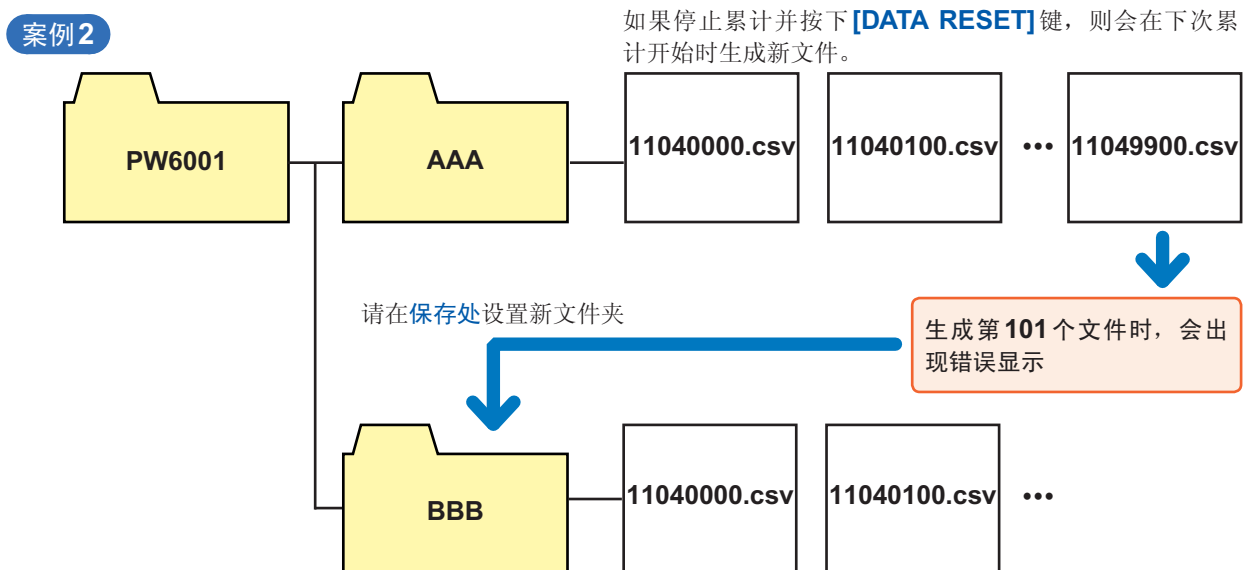 案例2
如果停止累计并按下[DATA RESET]键，则会在下次累
计开始时生成新文件。
PW6001
AAA
11040000.csv
11040100.csv
•••
11049900.csv
请在保存处设置新文件夹
生成第101个文件时，会出
现错误显示
BBB
11040000.csv
11040100.csv
•••